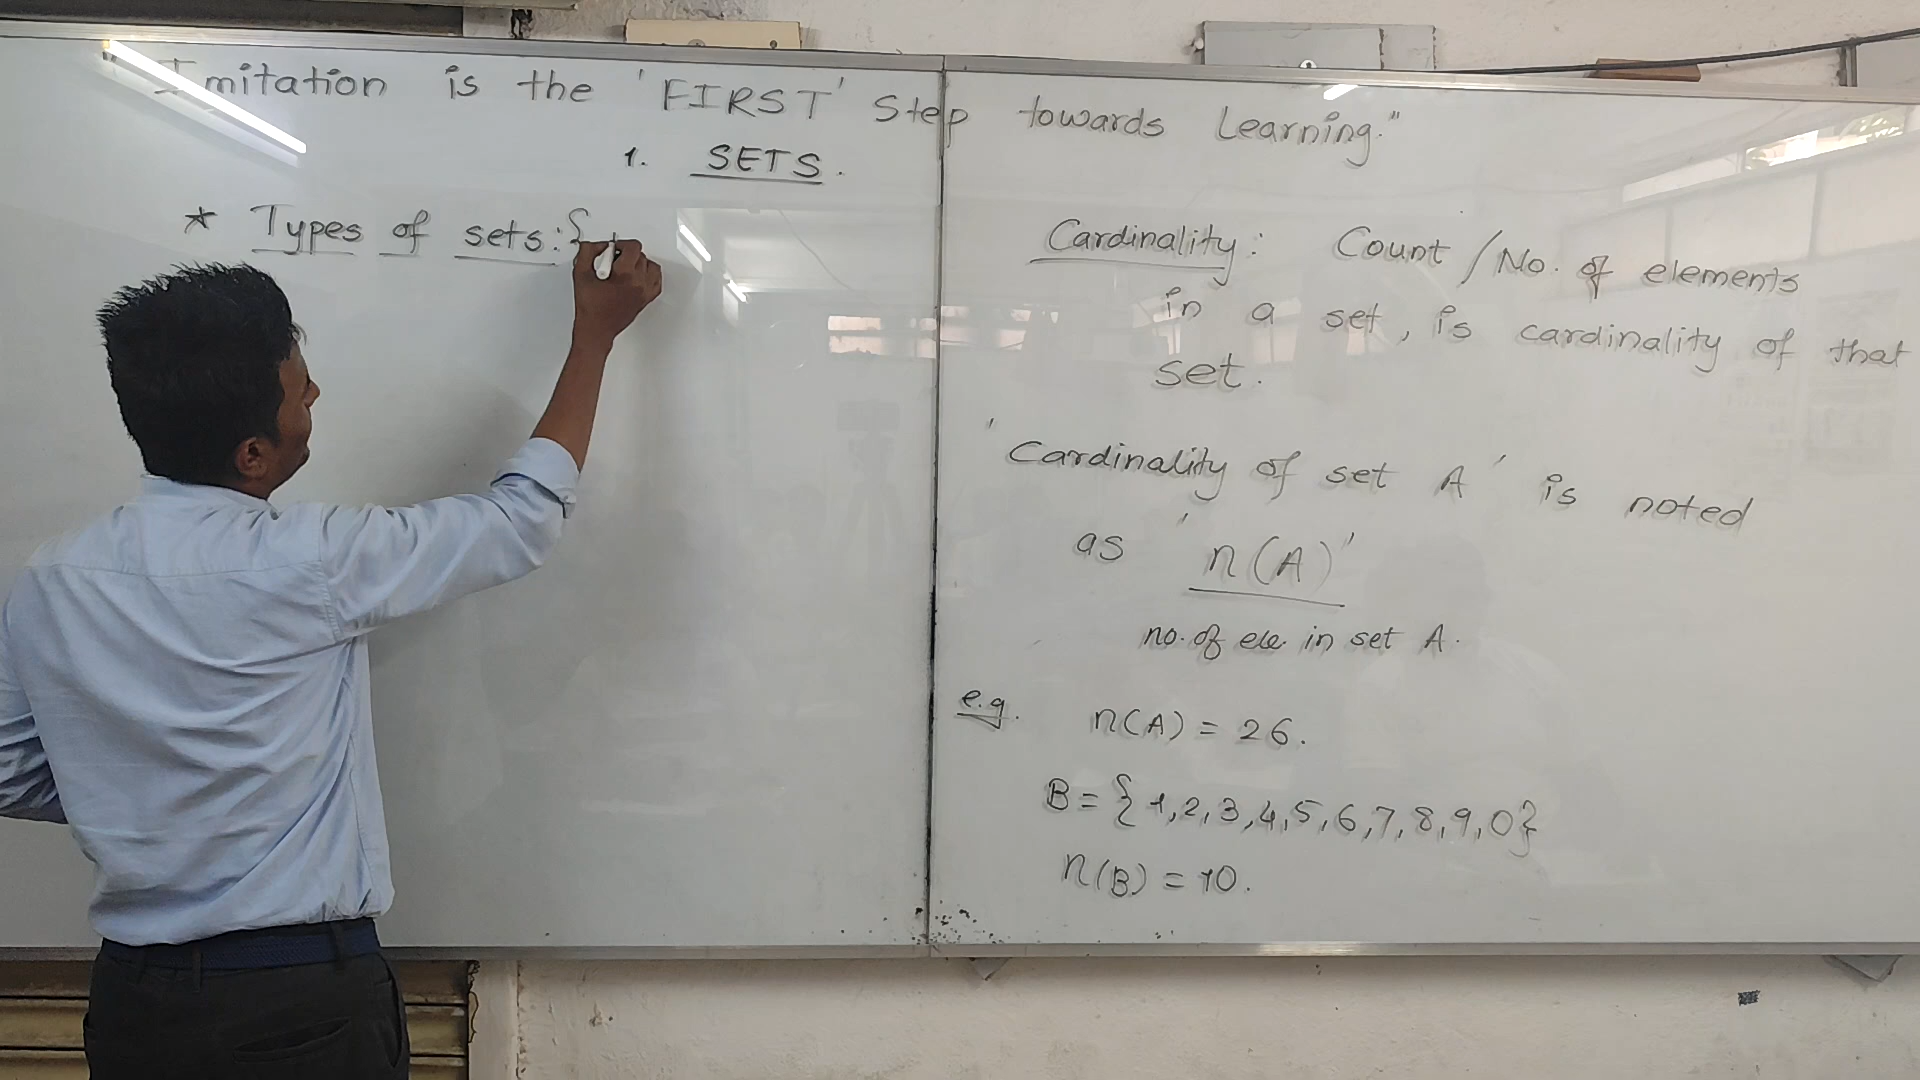 "Imitation is the 'FIRST' Step towards Learning."
1. SETS.
* Types of sets: {
Cardinality: Count / No. of elements
in a set, is cardinality of that
set.
'Cardinality of set A' is noted
as 'n(A)'
no. of ele. in set A.
e.g. n(A) = 26.
B = {1,2,3,4,5,6,7,8,9,0}
n(B) = 10.